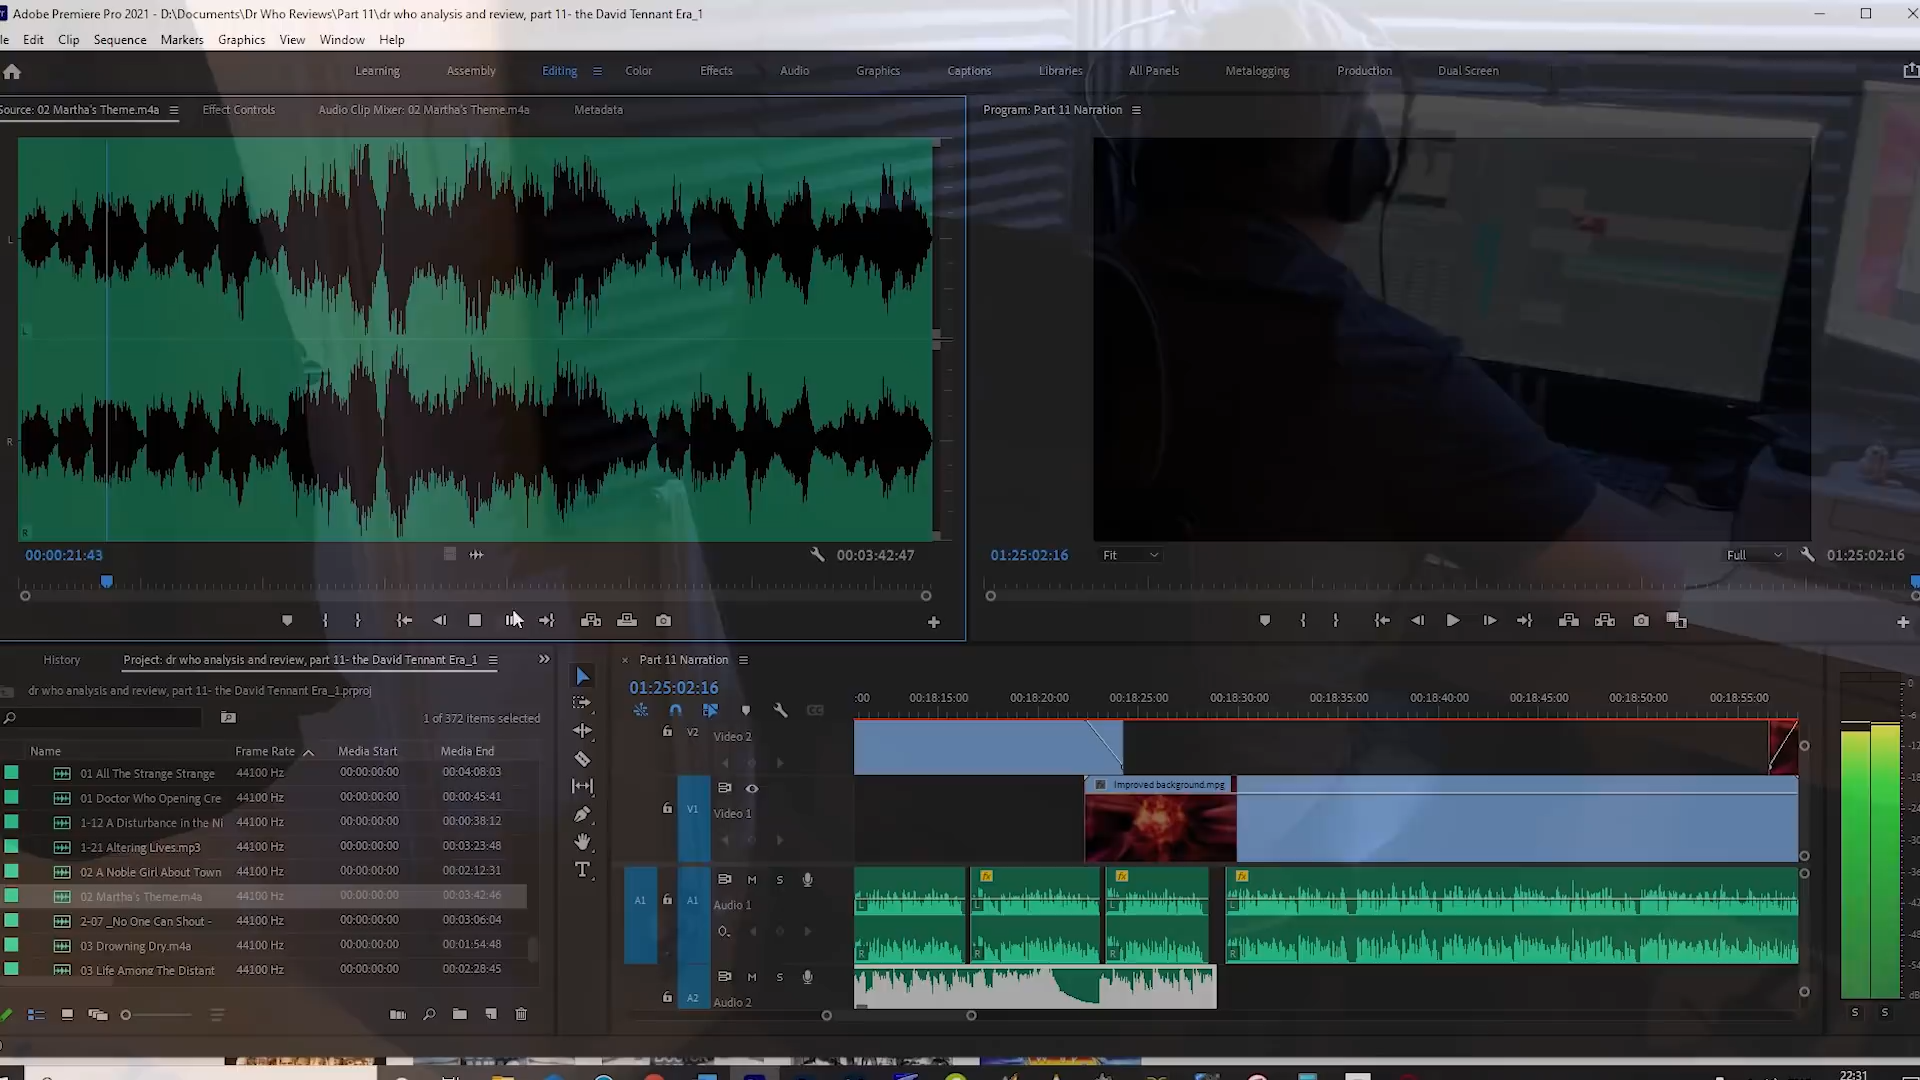 Adobe Premiere Pro 2021 - D:\Documents\Dr Who Reviews\Part 11\dr who analysis and review, part 11- the David Tennant Era_1
le Edit Clip Sequence Markers Graphics View Window Help
Learning Assembly Editing Color Effects Audio Graphics Captions Libraries All Panels Metalogging Production Dual Screen
Source: 02 Martha's Theme.m4a Effect Controls Audio Clip Mixer: 02 Martha's Theme.m4a Metadata
Program: Part 11 Narration
L
L
R
R
00:00:21:43 00:03:42:47
01:25:02:16 Fit Full 01:25:02:16
History Project: dr who analysis and review, part 11- the David Tennant Era_1
dr who analysis and review, part 11- the David Tennant Era_1.prproj
1 of 372 items selected
Name Frame Rate Media Start Media End
01 All The Strange Strange 44100 Hz 00:00:00:00 00:04:08:03
01 Doctor Who Opening Cre 44100 Hz 00:00:00:00 00:00:45:41
1-12 A Disturbance in the Ni 44100 Hz 00:00:00:00 00:00:38:12
1-21 Altering Lives.mp3 44100 Hz 00:00:00:00 00:03:23:48
02 A Noble Girl About Town 44100 Hz 00:00:00:00 00:02:12:31
02 Martha's Theme.m4a 44100 Hz 00:00:00:00 00:03:42:46
2-07 _No One Can Shout - 44100 Hz 00:00:00:00 00:03:06:04
03 Drowning Dry.m4a 44100 Hz 00:00:00:00 00:01:54:48
03 Life Among The Distant 44100 Hz 00:00:00:00 00:02:28:45
× Part 11 Narration
01:25:02:16
:00 00:18:15:00 00:18:20:00 00:18:25:00 00:18:30:00 00:18:35:00 00:18:40:00 00:18:45:00 00:18:50:00 00:18:55:00
V2 Video 2
V1 Video 1
Improved background.mpg
A1 A1 M S Audio 1
fx fx fx
L L L L
R R R R
A2 M S Audio 2
0
-6
-12
-54
dB
S S
22:31